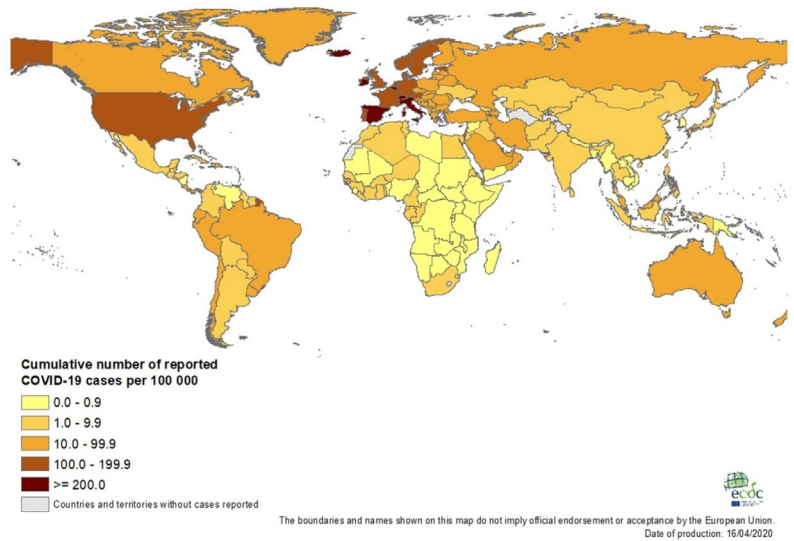 Cumulative number of reported
COVID-19 cases per 100 000
0.0 - 0.9
1.0 - 9.9
10.0 - 99.9
100.0 - 199.9
>= 200.0
Countries and territories without cases reported
ecdc
The boundaries and names shown on this map do not imply official endorsement or acceptance by the European Union.
Date of production: 16/04/2020